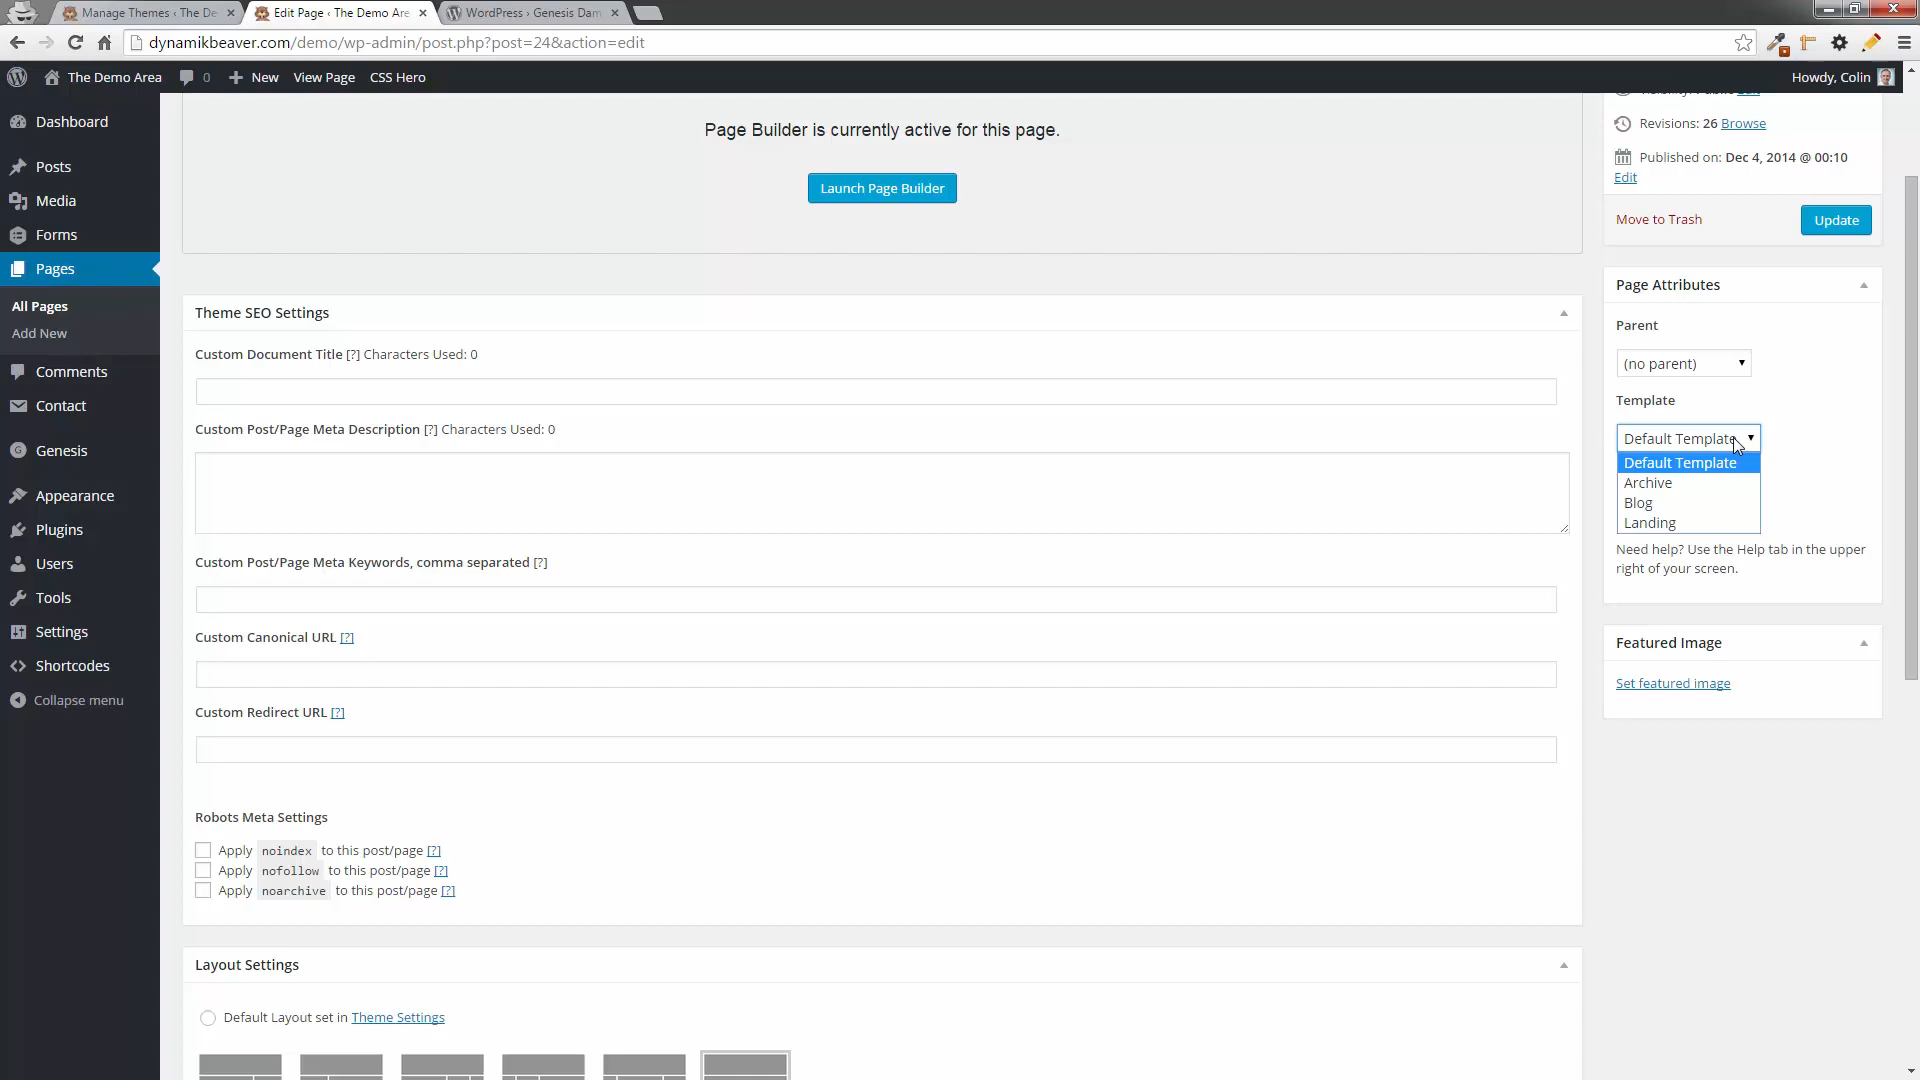 Manage Themes ‹ The De
Edit Page ‹ The Demo Are
WordPress › Genesis Dam
dynamikbeaver.com/demo/wp-admin/post.php?post=24&action=edit
The Demo Area
0
New
View Page
CSS Hero
Howdy, Colin
Dashboard
Posts
Media
Forms
Pages
All Pages
Add New
Comments
Contact
Genesis
Appearance
Plugins
Users
Tools
Settings
Shortcodes
Collapse menu
Page Builder is currently active for this page.
Launch Page Builder
Theme SEO Settings
Custom Document Title [?] Characters Used: 0
Custom Post/Page Meta Description [?] Characters Used: 0
Custom Post/Page Meta Keywords, comma separated [?]
Custom Canonical URL [?]
Custom Redirect URL [?]
Robots Meta Settings
Apply noindex to this post/page [?]
Apply nofollow to this post/page [?]
Apply noarchive to this post/page [?]
Layout Settings
Default Layout set in Theme Settings
Revisions: 26 Browse
Published on: Dec 4, 2014 @ 00:10
Edit
Move to Trash
Update
Page Attributes
Parent
(no parent)
Template
Default Template
Default Template
Archive
Blog
Landing
Need help? Use the Help tab in the upper
right of your screen.
Featured Image
Set featured image